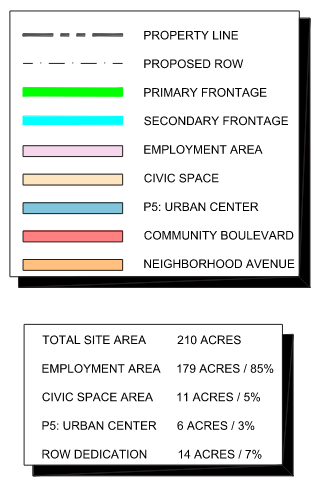 PROPERTY LINE
PROPOSED ROW
PRIMARY FRONTAGE
SECONDARY FRONTAGE
EMPLOYMENT AREA
CIVIC SPACE
P5: URBAN CENTER
COMMUNITY BOULEVARD
NEIGHBORHOOD AVENUE
TOTAL SITE AREA 210 ACRES
EMPLOYMENT AREA 179 ACRES / 85%
CIVIC SPACE AREA 11 ACRES / 5%
P5: URBAN CENTER 6 ACRES / 3%
ROW DEDICATION 14 ACRES / 7%